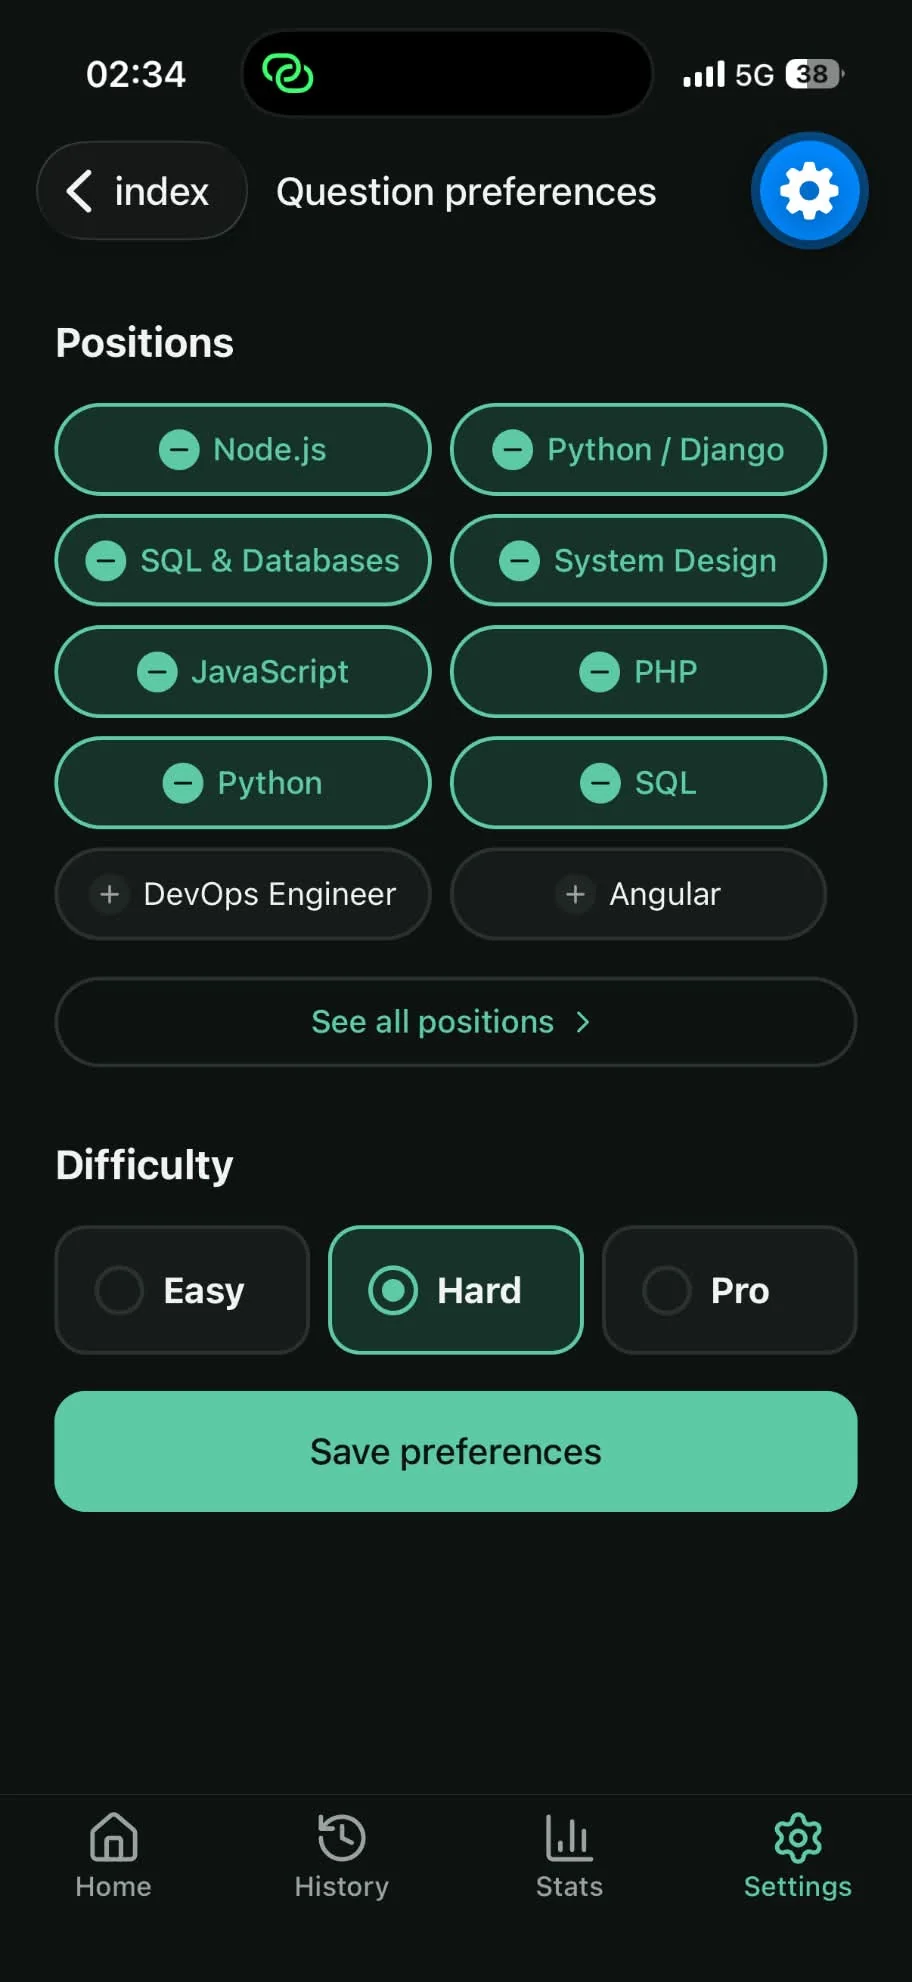 02:34 5G 38
index Question preferences
Positions
Node.js Python / Django
SQL & Databases System Design
JavaScript PHP
Python SQL
DevOps Engineer Angular
See all positions
Difficulty
Easy Hard Pro
Save preferences
Home History Stats Settings